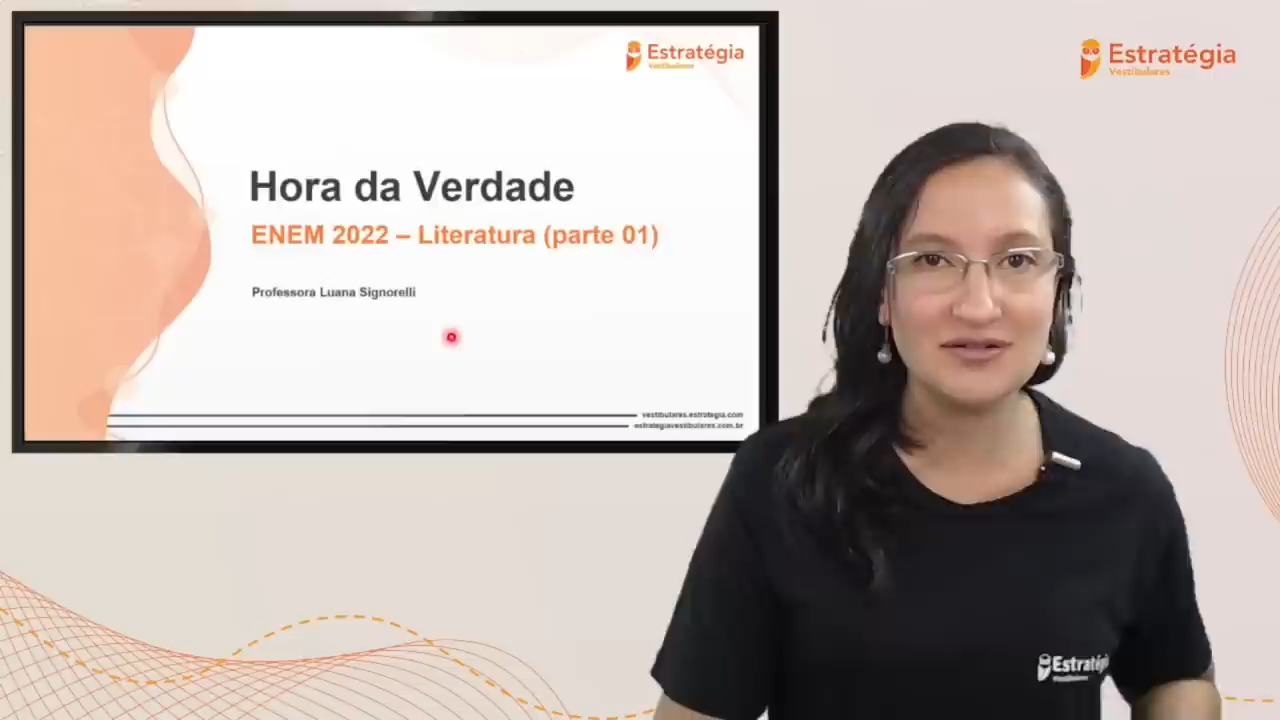 Estratégia
Vestibulares
Hora da Verdade
ENEM 2022 – Literatura (parte 01)
Professora Luana Signorelli
vestibulares.estrategia.com
estrategiavestibulares.com.br
Estratégia
Vestibulares
Estratégia
Vestibulares